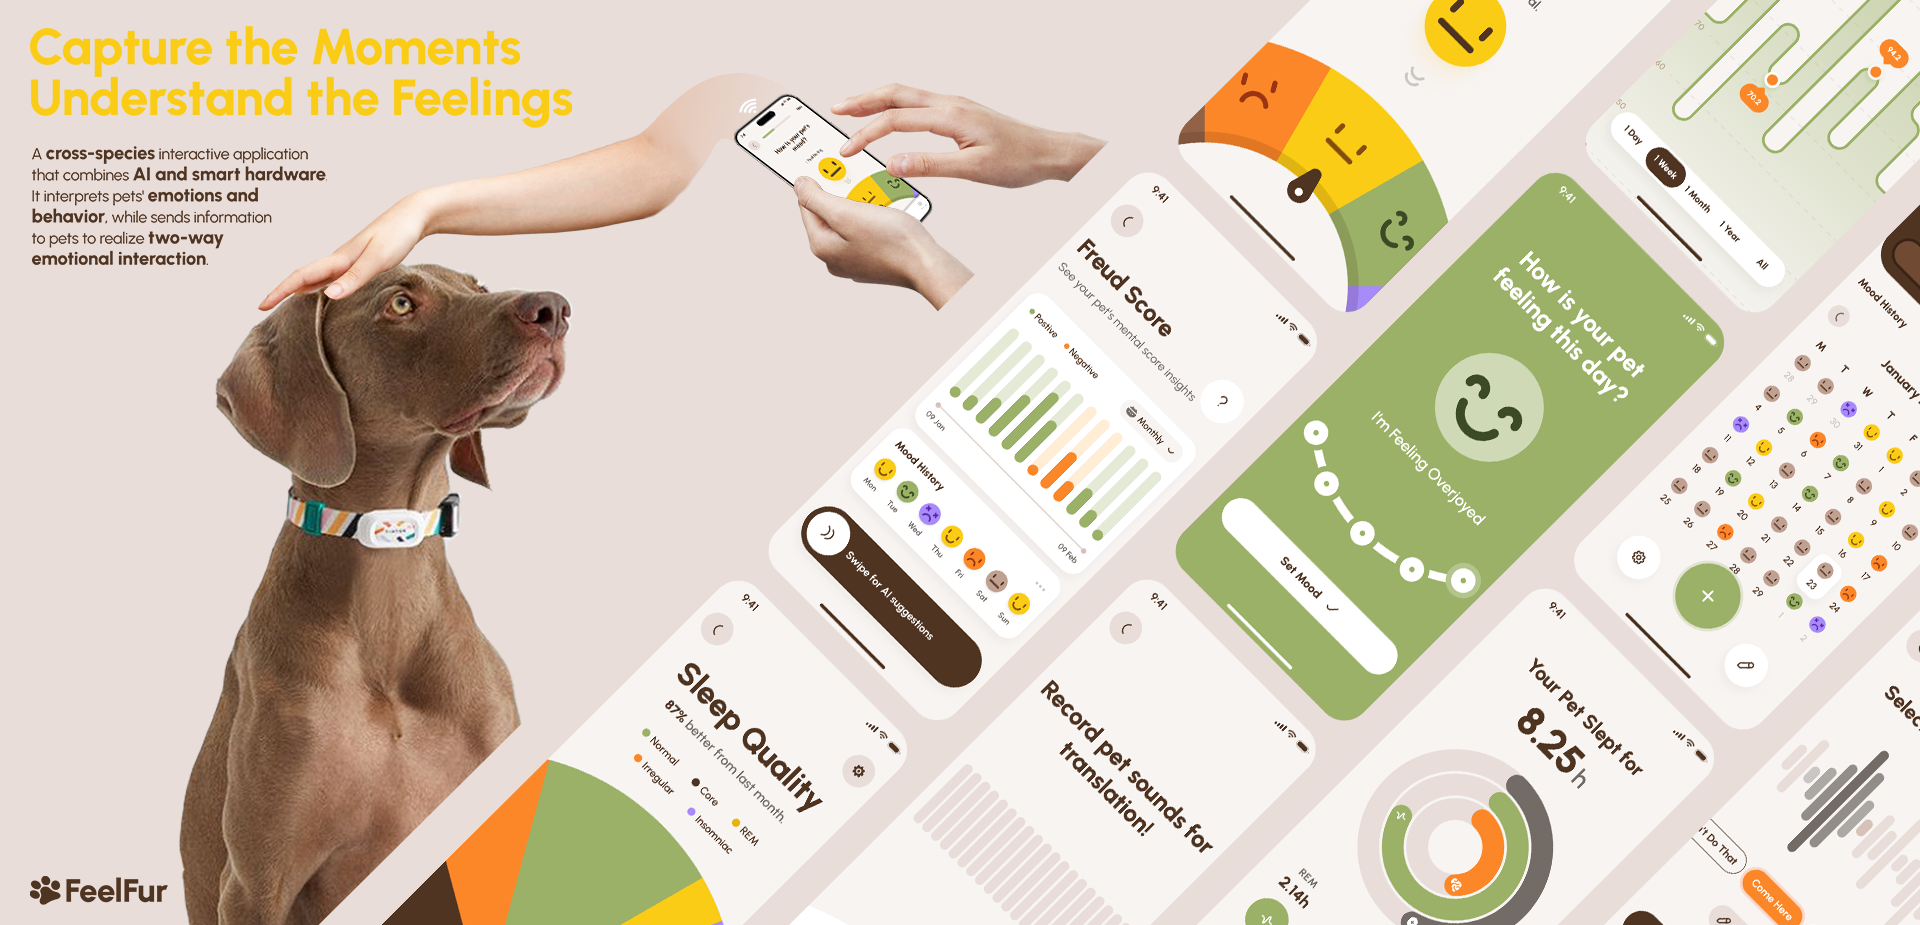 Capture the Moments
Understand the Feelings
A cross-species interactive application
that combines AI and smart hardware.
It interprets pets' emotions and
behavior, while sends information
to pets to realize two-way
emotional interaction.
FeelFur
How is your pet's
mood?
9:41
Freud Score
See your pet's mental score insights
Postive
Negative
Monthly
09 Jan
09 Feb
Mood History
Mon
Tue
Wed
Thu
Fri
Sat
Sun
Swipe for AI suggestions
9:41
Sleep Quality
87% better from last month.
Normal
Core
REM
Irregular
Insomniac
9:41
Record pet sounds for
translation!
9:41
How is your pet
feeling this day?
I'm Feeling Overjoyed
Set Mood
70
60
50
70.2
94.2
1 Day
1 Week
1 Month
1 Year
All
Mood History
January
M
T
W
T
F
28
29
30
31
1
2
4
5
6
7
8
9
10
11
12
13
14
15
16
17
18
19
20
21
22
23
24
25
26
27
28
29
1
2
9:41
Your Pet Slept for
8.25h
REM
2.14h
Selec
't Do That
Come Here